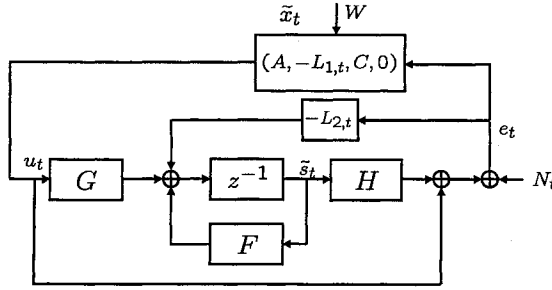 x̃_t W
(A, −L_{1,t}, C, 0)
−L_{2,t}
e_t
u_t
G
z^{-1}
s̃_t
H
N_t
F